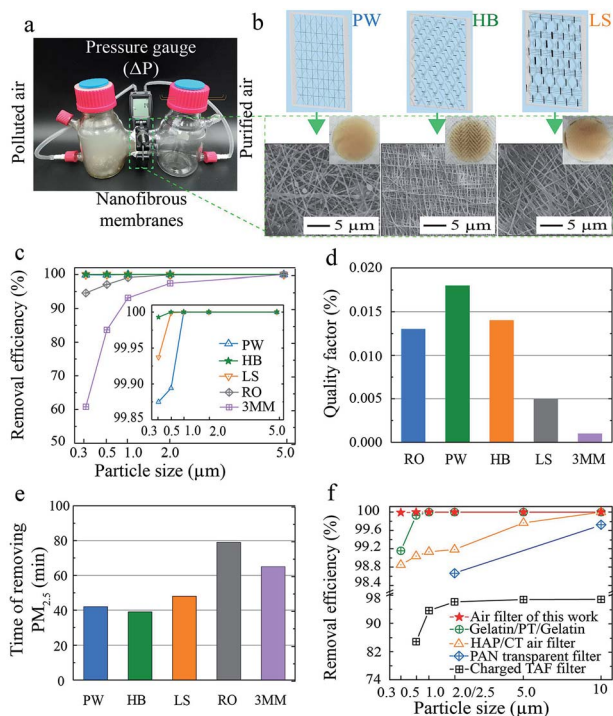 a
Pressure gauge
(ΔP)
Polluted air
Purified air
Nanofibrous
membranes
b
PW
HB
LS
5 µm
5 µm
5 µm
c
Removal efficiency (%)
100
90
80
70
60
50
100
99.95
99.90
99.85
PW
HB
LS
RO
3MM
0.3 0.5 1.0 2.0 5.0
0.3 0.5 1.0 2.0 5.0
Particle size (µm)
d
Quality factor (%)
0.020
0.015
0.010
0.005
0.000
RO PW HB LS 3MM
e
Time of removing
PM2.5 (min)
100
80
60
40
20
0
PW HB LS RO 3MM
f
Removal efficiency (%)
100
99.6
99.2
98.8
98.4
98
90
82
74
Air filter of this work
Gelatin/PT/Gelatin
HAP/CT air filter
PAN transparent filter
Charged TAF filter
0.3 0.5 1.0 2.0/2.5 5.0 10
Particle size (µm)